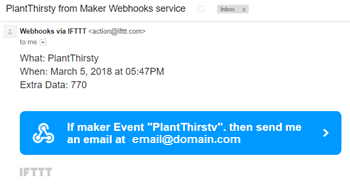 PlantThirsty from Maker Webhooks service Inbox x
Webhooks via IFTTT <action@ifttt.com>
to me
What: PlantThirsty
When: March 5, 2018 at 05:47PM
Extra Data: 770
If maker Event "PlantThirsty", then send me
an email at email@domain.com
IFTTT